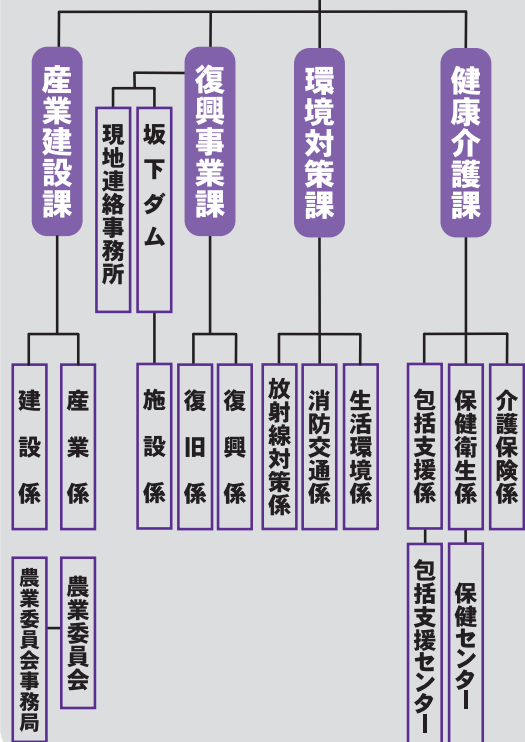 健康介護課
環境対策課
復興事業課
産業建設課
坂下ダム
現地連絡事務所
介護保険係
保健衛生係
包括支援係
生活環境係
消防交通係
放射線対策係
復興係
復旧係
施設係
産業係
建設係
保健センター
包括支援センター
農業委員会
農業委員会事務局